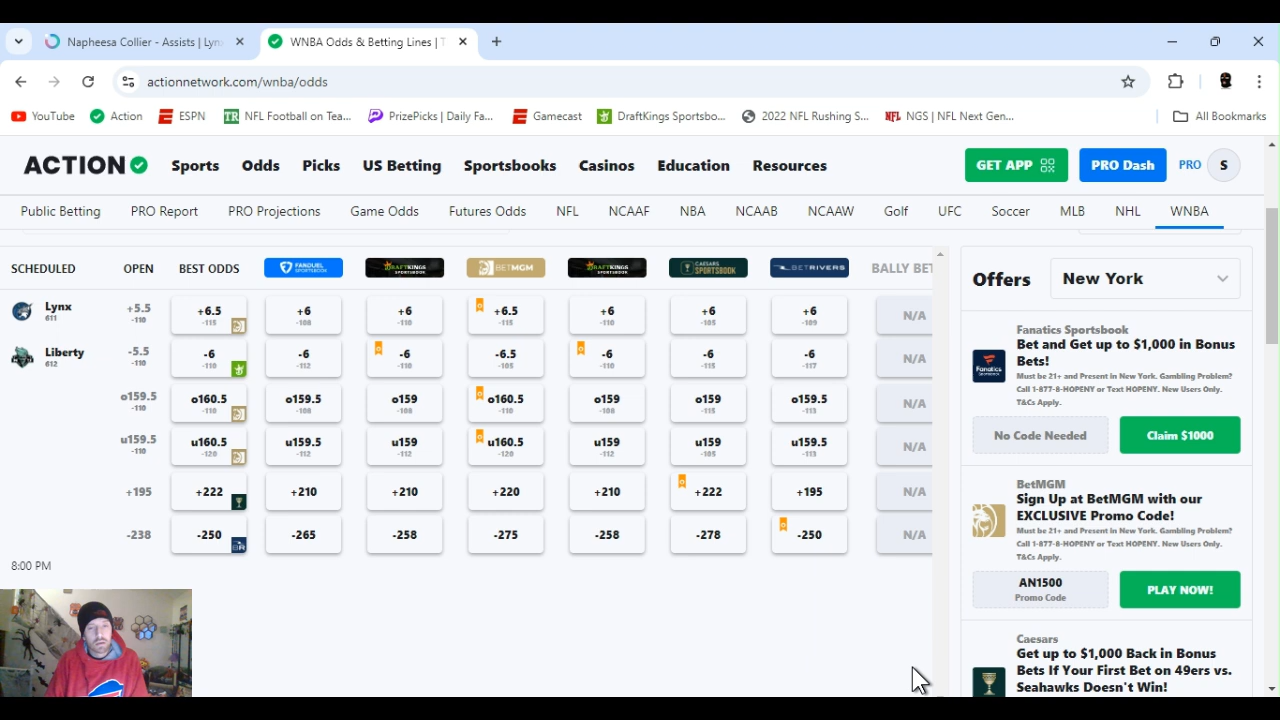 Napheesa Collier - Assists | Lyn
WNBA Odds & Betting Lines | T
actionnetwork.com/wnba/odds
YouTube
Action
ESPN
NFL Football on Tea...
PrizePicks | Daily Fa...
Gamecast
DraftKings Sportsbo...
2022 NFL Rushing S...
NGS | NFL Next Gen...
All Bookmarks
ACTION
Sports
Odds
Picks
US Betting
Sportsbooks
Casinos
Education
Resources
GET APP
PRO Dash
PRO
S
Public Betting
PRO Report
PRO Projections
Game Odds
Futures Odds
NFL
NCAAF
NBA
NCAAB
NCAAW
Golf
UFC
Soccer
MLB
NHL
WNBA
SCHEDULED OPEN BEST ODDS FANDUEL SPORTSBOOK DRAFTKINGS SPORTSBOOK BETMGM DRAFTKINGS SPORTSBOOK CAESARS SPORTSBOOK BETRIVERS BALLY BET
Lynx +5.5 +6.5 +6 +6 +6.5 +6 +6 +6 N/A
611 -110 -115 -108 -110 -115 -110 -105 -109
Liberty -5.5 -6 -6 -6 -6.5 -6 -6 -6 N/A
612 -110 -110 -112 -110 -105 -110 -115 -117
o159.5 o160.5 o159.5 o159 o160.5 o159 o159 o159.5 N/A
-110 -110 -108 -108 -110 -108 -115 -113
u159.5 u160.5 u159.5 u159 u160.5 u159 u159 u159.5 N/A
-110 -120 -112 -112 -120 -112 -105 -113
+195 +222 +210 +210 +220 +210 +222 +195 N/A
-238 -250 -265 -258 -275 -258 -278 -250 N/A
8:00 PM
Offers
New York
Fanatics Sportsbook
Bet and Get up to $1,000 in Bonus
Bets!
Must be 21+ and Present in New York. Gambling Problem?
Call 1-877-8-HOPENY or Text HOPENY. New Users Only.
T&Cs Apply.
Fanatics
No Code Needed
Claim $1000
BetMGM
Sign Up at BetMGM with our
EXCLUSIVE Promo Code!
Must be 21+ and Present in New York. Gambling Problem?
Call 1-877-8-HOPENY or Text HOPENY. New Users Only.
T&Cs Apply.
AN1500
Promo Code
PLAY NOW!
Caesars
Get up to $1,000 Back in Bonus
Bets If Your First Bet on 49ers vs.
Seahawks Doesn't Win!